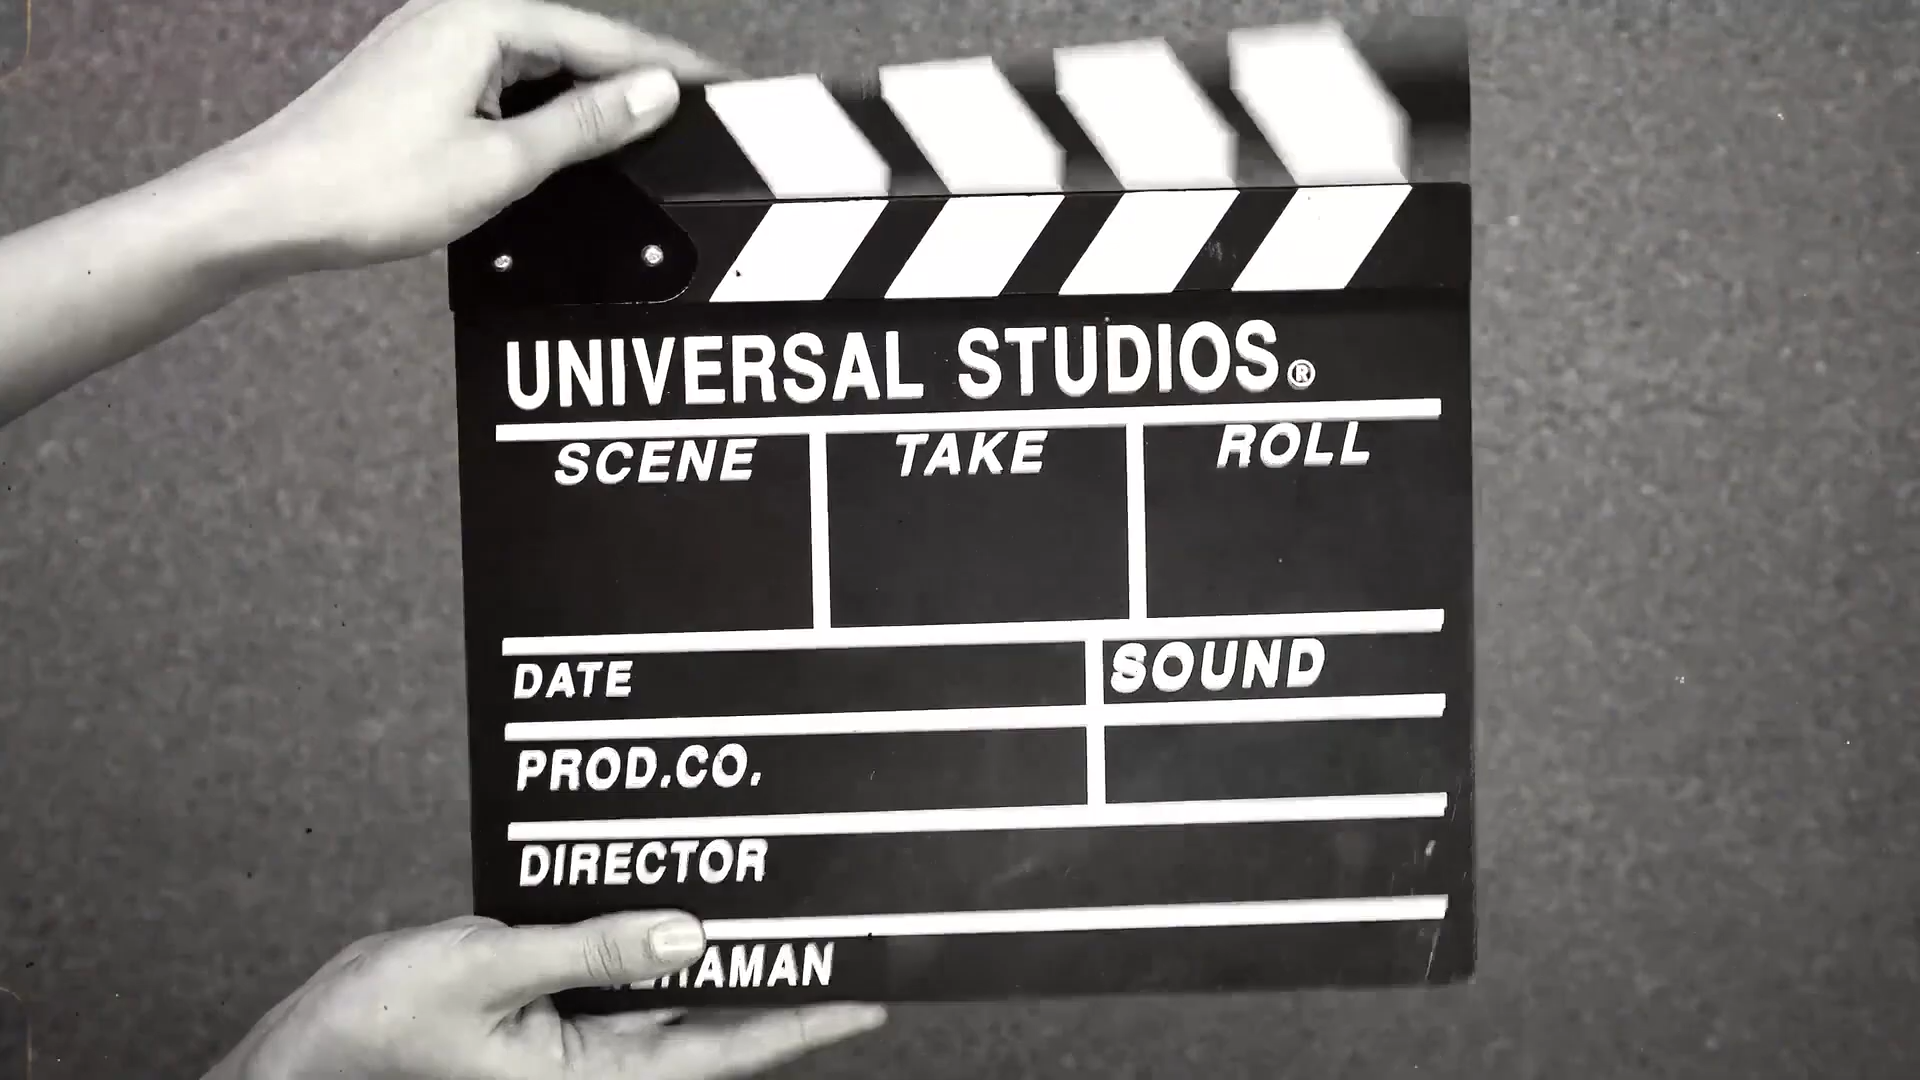 UNIVERSAL STUDIOS®
SCENE TAKE ROLL
DATE SOUND
PROD.CO.
DIRECTOR